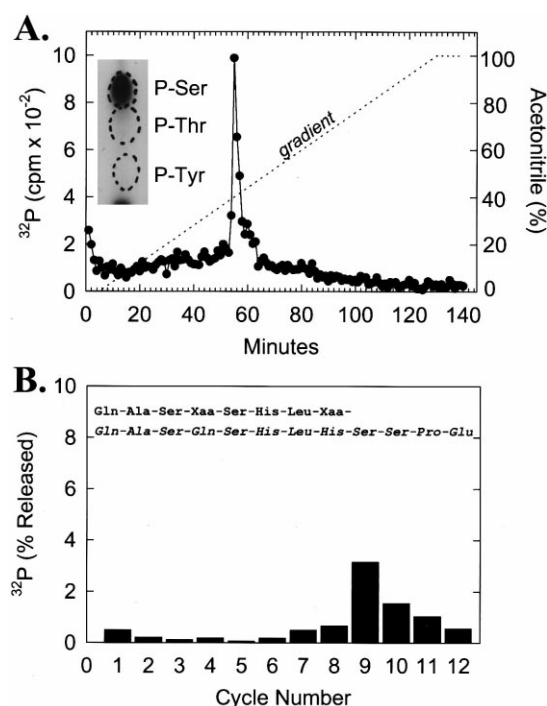 A.
P-Ser
P-Thr
P-Tyr
gradient
32P (cpm x 10-2)
10
8
6
4
2
0
Acetonitrile (%)
100
80
60
40
20
0
0 20 40 60 80 100 120 140
Minutes
B.
Gln-Ala-Ser-Xaa-Ser-His-Leu-Xaa-
Gln-Ala-Ser-Gln-Ser-His-Leu-His-Ser-Ser-Pro-Glu
32P (% Released)
10
8
6
4
2
0
0 1 2 3 4 5 6 7 8 9 10 11 12
Cycle Number